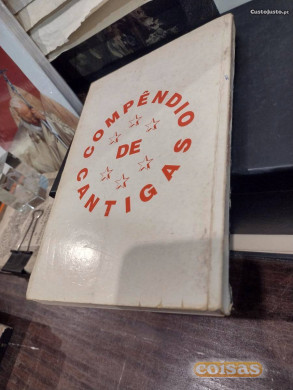 CustoJusto.pt
COMPÊNDIO
DE
CANTIGAS
coisas